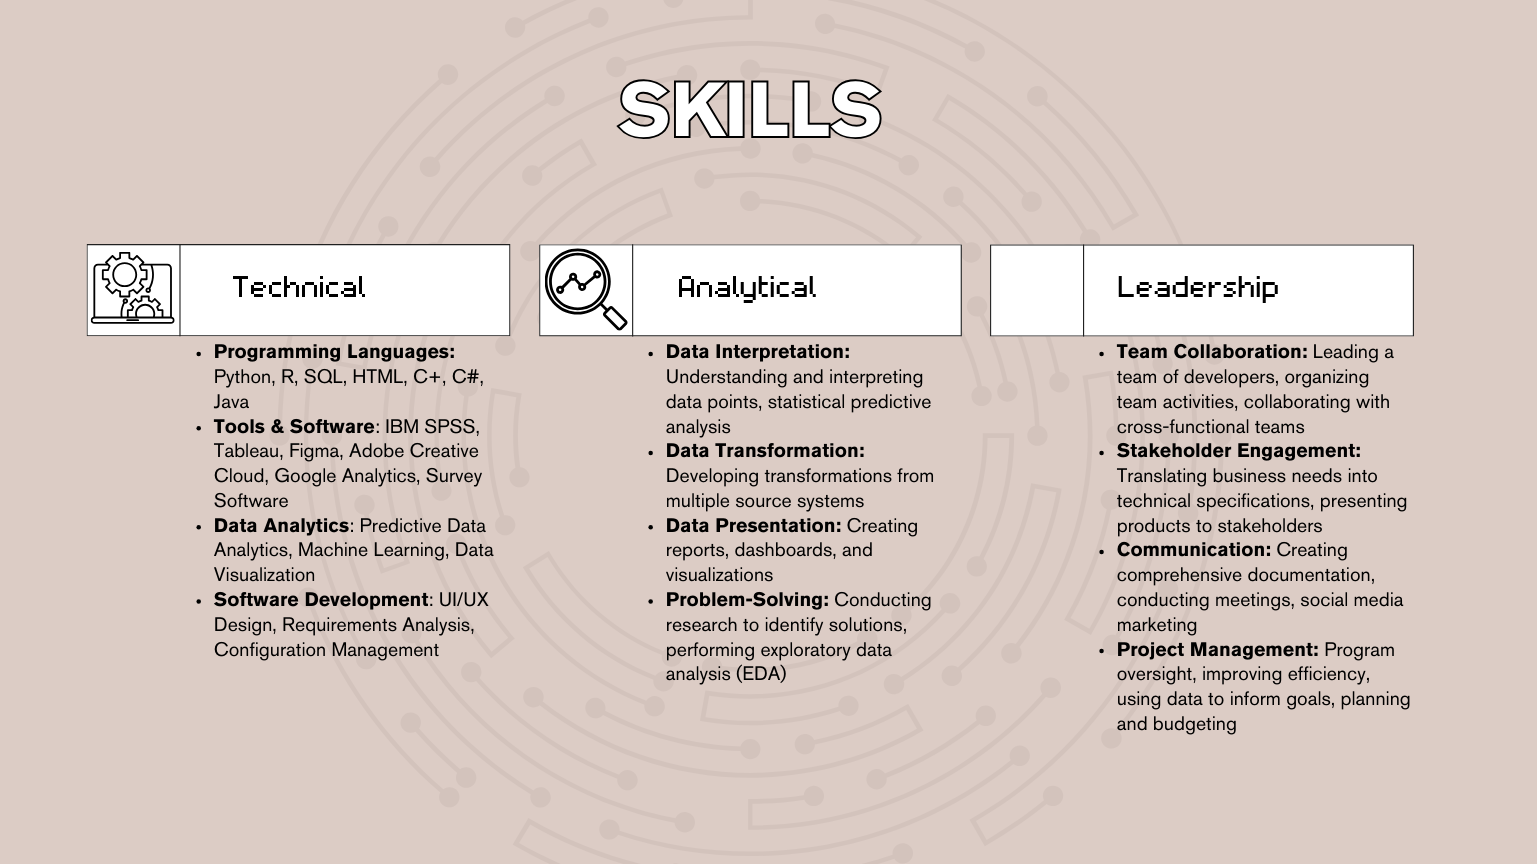 SKILLS
Technical
• Programming Languages:
Python, R, SQL, HTML, C+, C#,
Java
• Tools & Software: IBM SPSS,
Tableau, Figma, Adobe Creative
Cloud, Google Analytics, Survey
Software
• Data Analytics: Predictive Data
Analytics, Machine Learning, Data
Visualization
• Software Development: UI/UX
Design, Requirements Analysis,
Configuration Management
Analytical
• Data Interpretation:
Understanding and interpreting
data points, statistical predictive
analysis
• Data Transformation:
Developing transformations from
multiple source systems
• Data Presentation: Creating
reports, dashboards, and
visualizations
• Problem-Solving: Conducting
research to identify solutions,
performing exploratory data
analysis (EDA)
Leadership
• Team Collaboration: Leading a
team of developers, organizing
team activities, collaborating with
cross-functional teams
• Stakeholder Engagement:
Translating business needs into
technical specifications, presenting
products to stakeholders
• Communication: Creating
comprehensive documentation,
conducting meetings, social media
marketing
• Project Management: Program
oversight, improving efficiency,
using data to inform goals, planning
and budgeting